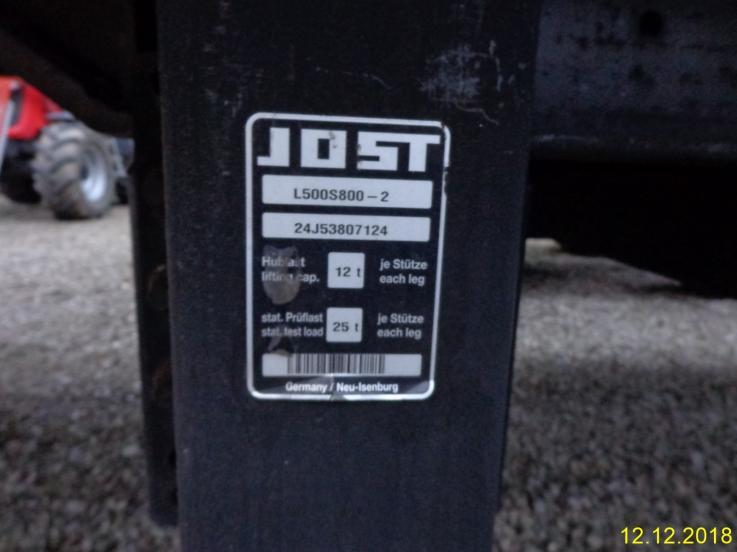 JOST
L500S800-2
24J53807124
Hublast 12 t je Stütze
lifting cap. each leg
stat. Prüflast 25 t je Stütze
stat. test load each leg
Germany / Neu-Isenburg
12.12.2018